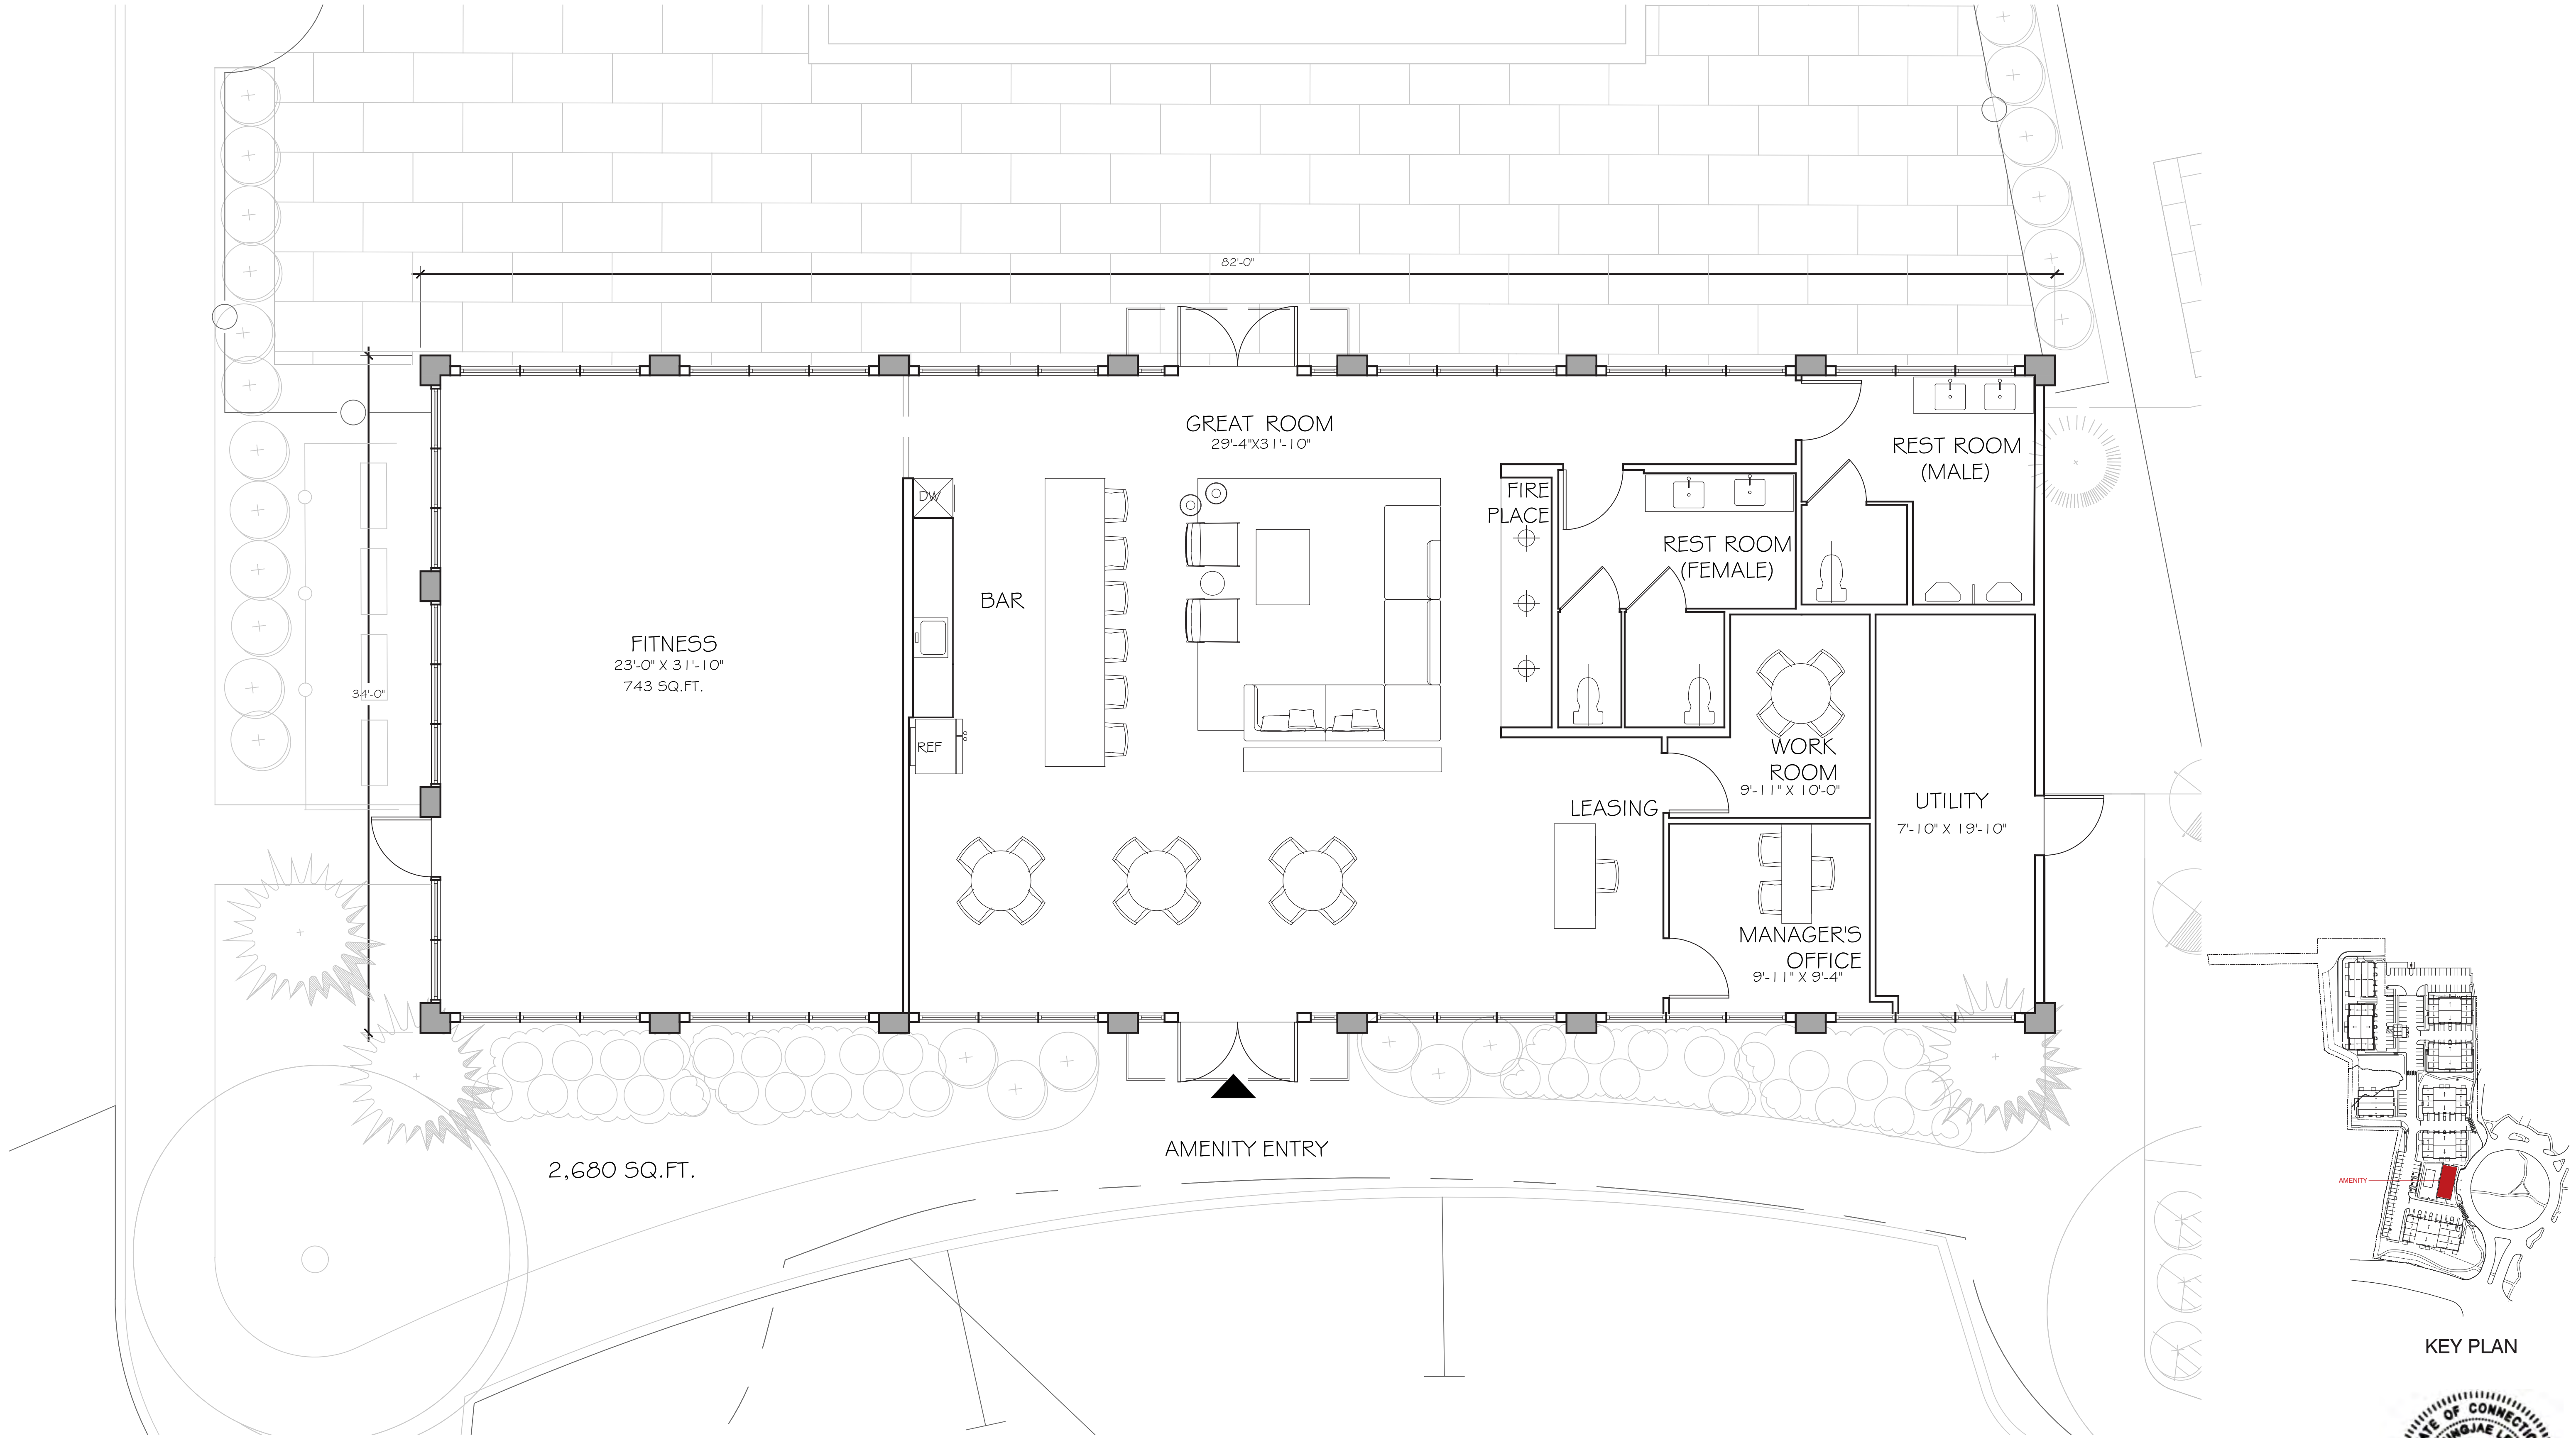 82'-0"
GREAT ROOM
29'-4"X31'-10"
REST ROOM
(MALE)
FIRE
PLACE
DW
REST ROOM
(FEMALE)
BAR
FITNESS
23'-0" X 31'-10"
743 SQ.FT.
34'-0"
REF
WORK
ROOM
9'-11" X 10'-0"
LEASING
UTILITY
7'-10" X 19'-10"
MANAGER'S
OFFICE
9'-11" X 9'-4"
AMENITY ENTRY
2,680 SQ.FT.
AMENITY
KEY PLAN
OF CONNECTI